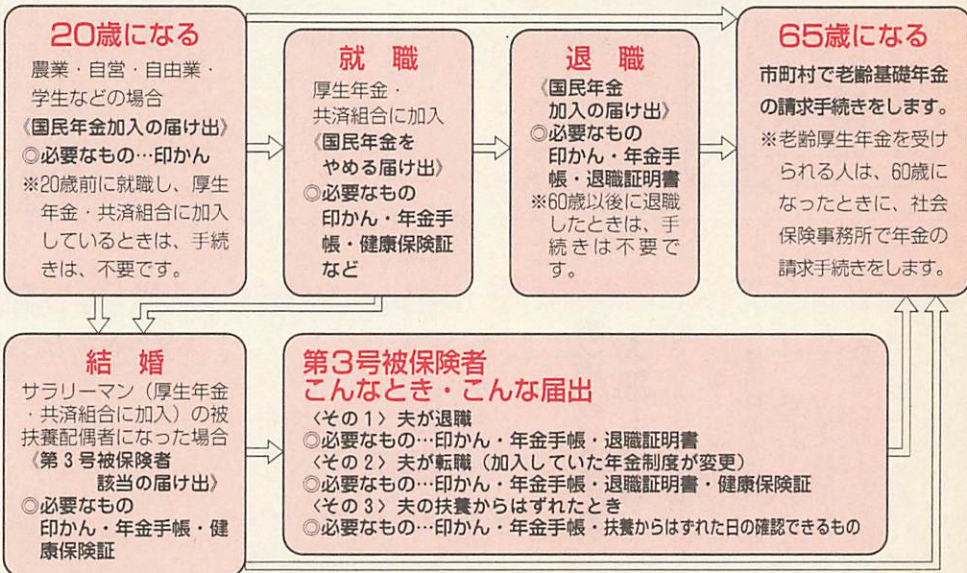 20歳になる
農業・自営・自由業・
学生などの場合
《国民年金加入の届け出》
◎必要なもの…印かん
※20歳前に就職し、厚生
年金・共済組合に加入
しているときは、手続
きは、不要です。
就職
厚生年金・
共済組合に加入
《国民年金を
やめる届け出》
◎必要なもの
印かん・年金手
帳・健康保険証
など
退職
《国民年金
加入の届け出》
◎必要なもの
印かん・年金手
帳・退職証明書
※60歳以後に退職
したときは、手
続きは不要で
す。
65歳になる
市町村で老齢基礎年金
の請求手続きをします。
※老齢厚生年金を受け
られる人は、60歳に
なったときに、社会
保険事務所で年金の
請求手続きをします。
結婚
サラリーマン（厚生年金
・共済組合に加入）の被
扶養配偶者になった場合
《第3号被保険者
該当の届け出》
◎必要なもの
印かん・年金手帳・健
康保険証
第3号被保険者
こんなとき・こんな届出
〈その1〉夫が退職
◎必要なもの…印かん・年金手帳・退職証明書
〈その2〉夫が転職（加入していた年金制度が変更）
◎必要なもの…印かん・年金手帳・退職証明書・健康保険証
〈その3〉夫の扶養からはずれたとき
◎必要なもの…印かん・年金手帳・扶養からはずれた日の確認できるもの